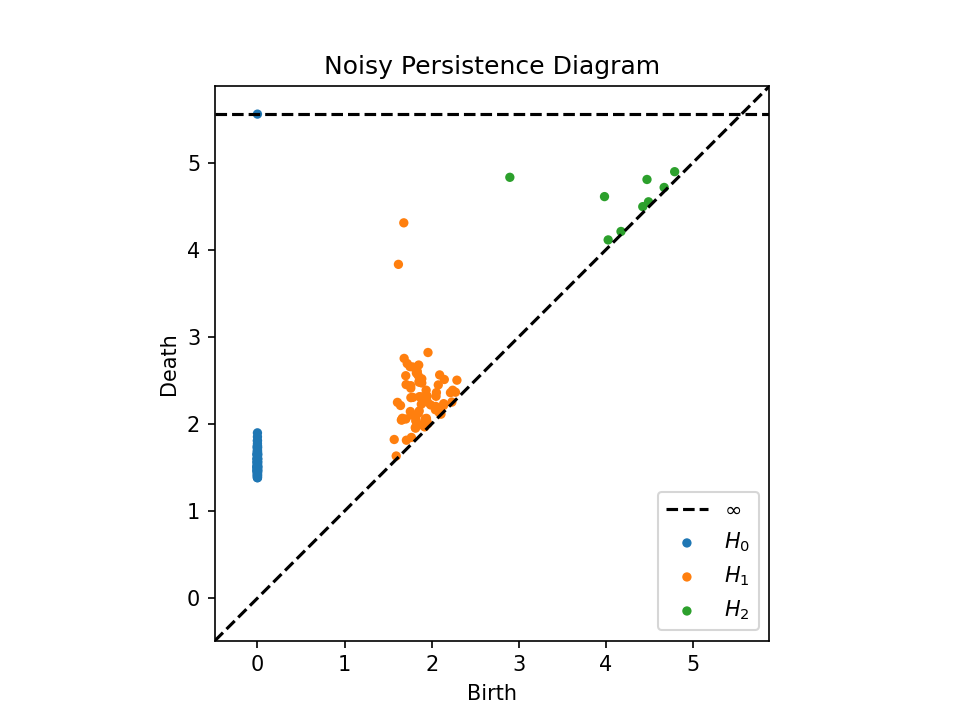 Noisy Persistence Diagram
Death
5
4
3
2
1
0
∞
H₀
H₁
H₂
0 1 2 3 4 5
Birth